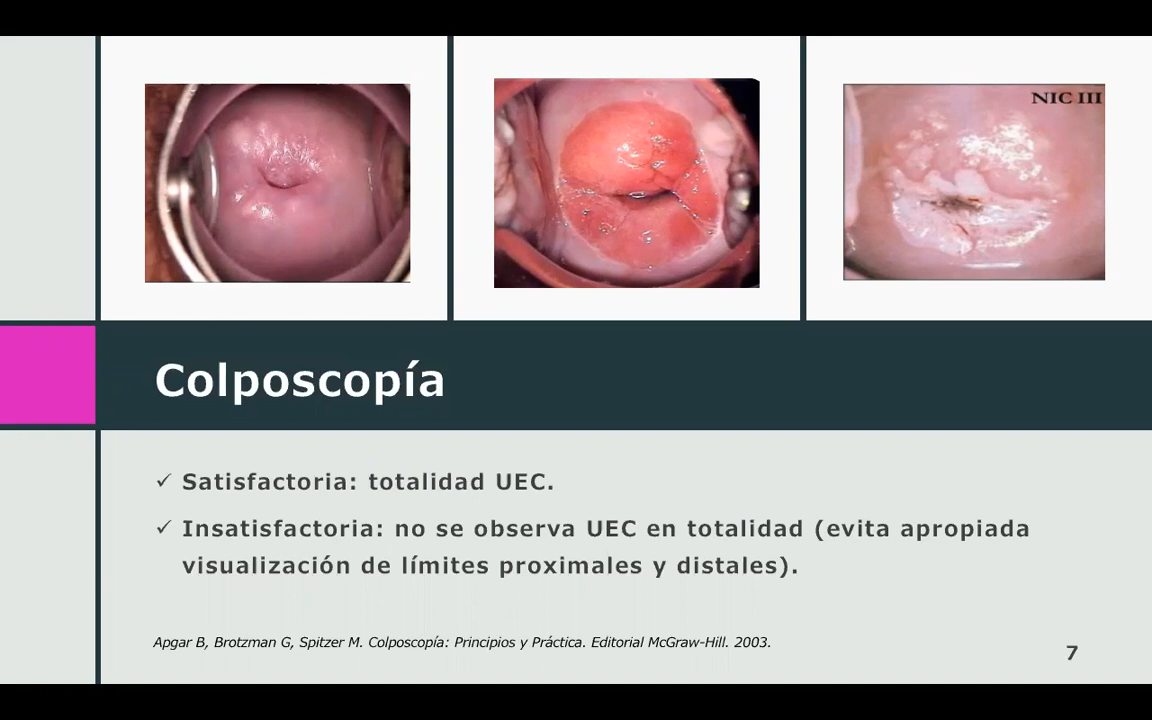 NIC III
Colposcopía
✓ Satisfactoria: totalidad UEC.
✓ Insatisfactoria: no se observa UEC en totalidad (evita apropiada
visualización de límites proximales y distales).
Apgar B, Brotzman G, Spitzer M. Colposcopía: Principios y Práctica. Editorial McGraw-Hill. 2003.
7